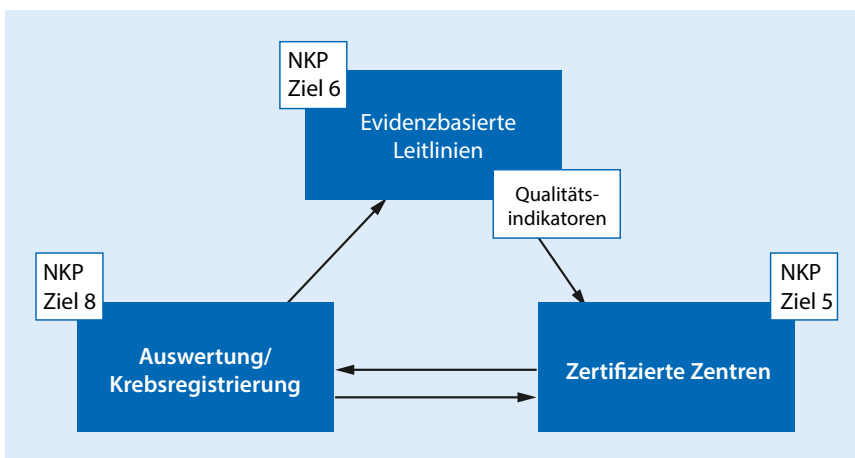 NKP
Ziel 6
Evidenzbasierte
Leitlinien
Qualitäts-
indikatoren
NKP
Ziel 8
Auswertung/
Krebsregistrierung
NKP
Ziel 5
Zertifizierte Zentren